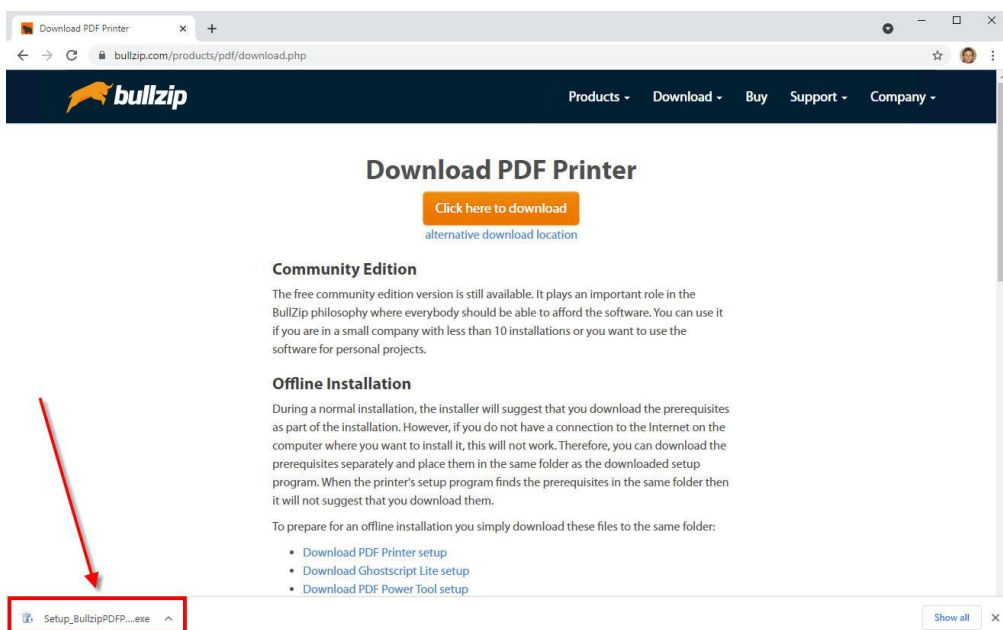 Download PDF Printer
bullzip.com/products/pdf/download.php
bullzip
Products
Download
Buy
Support
Company
Download PDF Printer
Click here to download
alternative download location
Community Edition
The free community edition version is still available. It plays an important role in the
BullZip philosophy where everybody should be able to afford the software. You can use it
if you are in a small company with less than 10 installations or you want to use the
software for personal projects.
Offline Installation
During a normal installation, the installer will suggest that you download the prerequisites
as part of the installation. However, if you do not have a connection to the Internet on the
computer where you want to install it, this will not work. Therefore, you can download the
prerequisites separately and place them in the same folder as the downloaded setup
program. When the printer's setup program finds the prerequisites in the same folder then
it will not suggest that you download them.
To prepare for an offline installation you simply download these files to the same folder:
• Download PDF Printer setup
• Download Ghostscript Lite setup
• Download PDF Power Tool setup
Setup_BullzipPDFP....exe
Show all